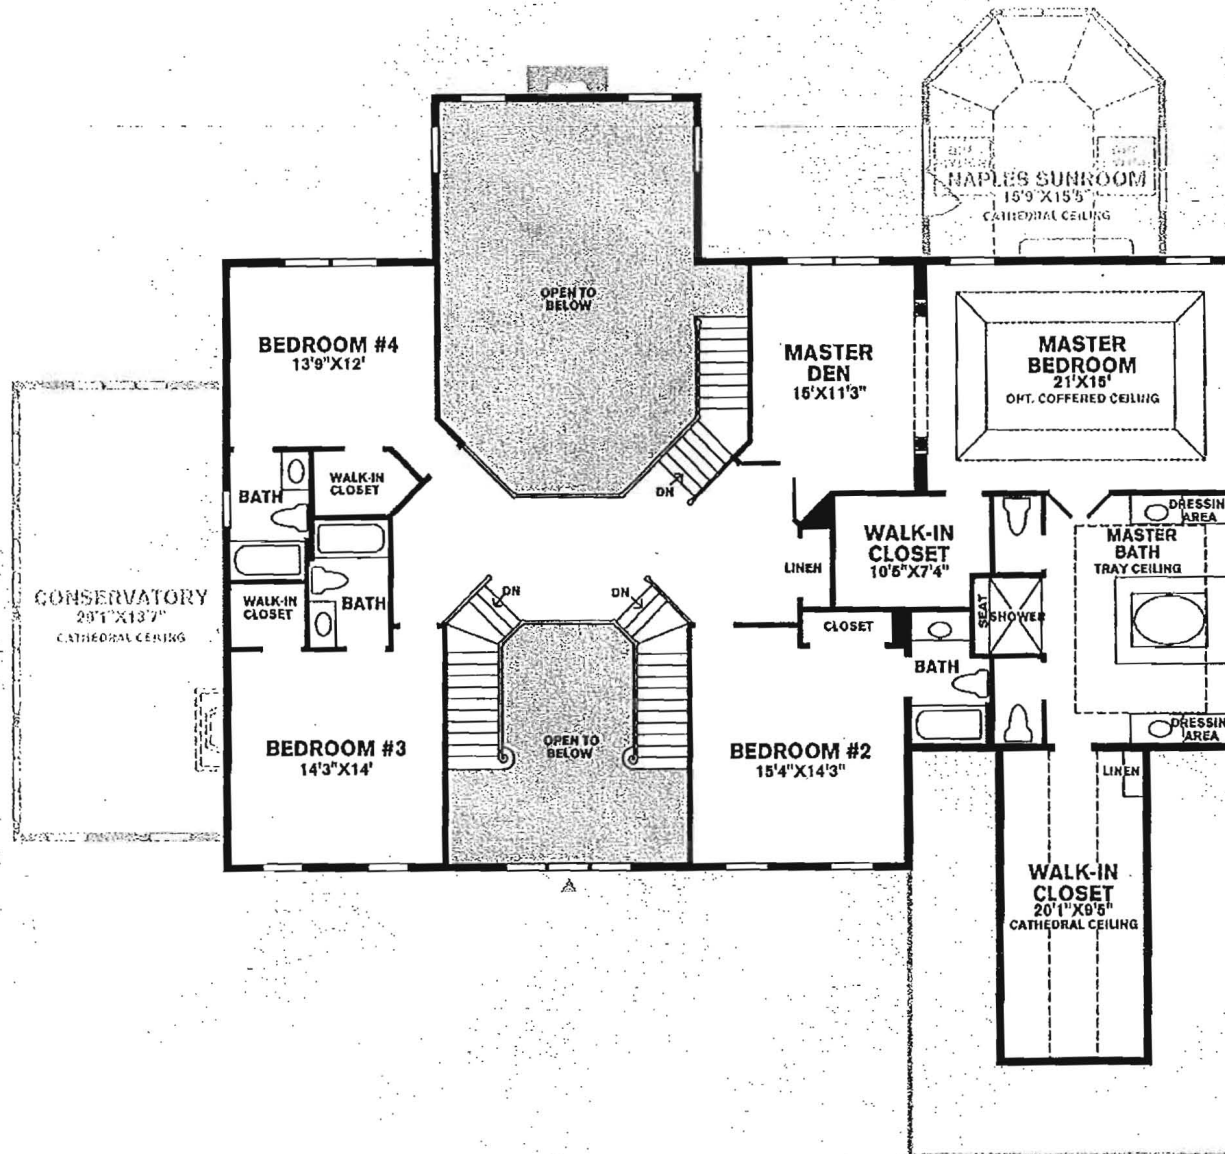 NAPLES SUNROOM
15'9"X15'5"
CATHEDRAL CEILING
OPEN TO
BELOW
BEDROOM #4
13'9"X12'
MASTER
DEN
15'X11'3"
MASTER
BEDROOM
21'X15'
OPT. COFFERED CEILING
WALK-IN
CLOSET
BATH
DN
DRESSIN
AREA
WALK-IN
CLOSET
10'5"X7'4"
MASTER
BATH
TRAY CEILING
LINEN
CONSERVATORY
20'1"X13'7"
CATHEDRAL CEILING
WALK-IN
CLOSET
BATH
DN
DN
SEAT
SHOWER
CLOSET
BATH
BEDROOM #3
14'3"X14'
OPEN TO
BELOW
BEDROOM #2
15'4"X14'3"
DRESSIN
AREA
LINEN
WALK-IN
CLOSET
20'1"X9'5"
CATHEDRAL CEILING